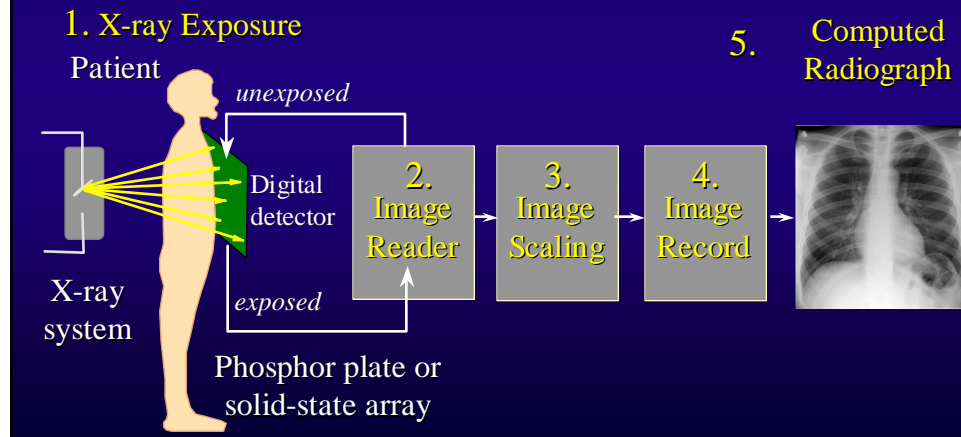 1. X-ray Exposure
Patient
unexposed
Digital
detector
X-ray
system
exposed
Phosphor plate or
solid-state array
2.
Image
Reader
3.
Image
Scaling
4.
Image
Record
5.
Computed
Radiograph